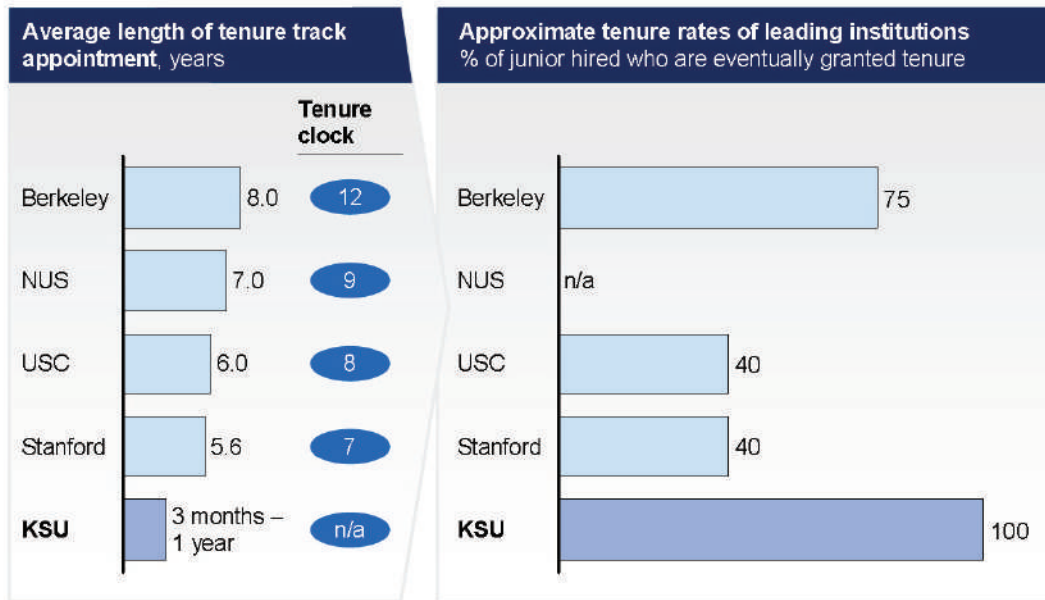 Average length of tenure track
appointment, years
Tenure
clock
Berkeley 8.0 12
NUS 7.0 9
USC 6.0 8
Stanford 5.6 7
KSU 3 months –
1 year n/a
Approximate tenure rates of leading institutions
% of junior hired who are eventually granted tenure
Berkeley 75
NUS n/a
USC 40
Stanford 40
KSU 100